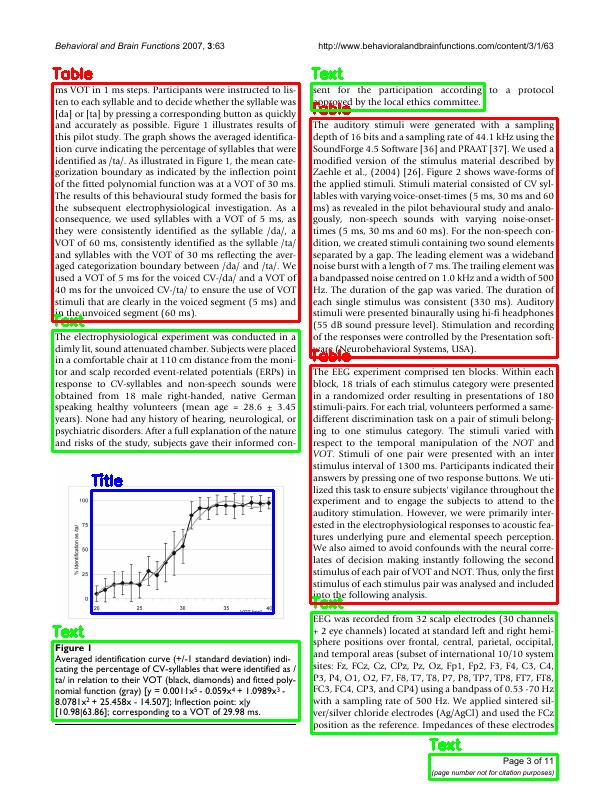 Behavioral and Brain Functions 2007, 3:63
http://www.behavioralandbrainfunctions.com/content/3/1/63
Table
ms VOT in 1 ms steps. Participants were instructed to lis-
ten to each syllable and to decide whether the syllable was
[da] or [ta] by pressing a corresponding button as quickly
and accurately as possible. Figure 1 illustrates results of
this pilot study. The graph shows the averaged identifica-
tion curve indicating the percentage of syllables that were
identified as /ta/. As illustrated in Figure 1, the mean cate-
gorization boundary as indicated by the inflection point
of the fitted polynomial function was at a VOT of 30 ms.
The results of this behavioural study formed the basis for
the subsequent electrophysiological investigation. As a
consequence, we used syllables with a VOT of 5 ms, as
they were consistently identified as the syllable /da/, a
VOT of 60 ms, consistently identified as the syllable /ta/
and syllables with the VOT of 30 ms reflecting the aver-
aged categorization boundary between /da/ and /ta/. We
used a VOT of 5 ms for the voiced CV-/da/ and a VOT of
40 ms for the unvoiced CV-/ta/ to ensure the use of VOT
stimuli that are clearly in the voiced segment (5 ms) and
in the unvoiced segment (60 ms).
Text
The electrophysiological experiment was conducted in a
dimly lit, sound attenuated chamber. Subjects were placed
in a comfortable chair at 110 cm distance from the moni-
tor and scalp recorded event-related potentials (ERPs) in
response to CV-syllables and non-speech sounds were
obtained from 18 male right-handed, native German
speaking healthy volunteers (mean age = 28.6 ± 3.45
years). None had any history of hearing, neurological, or
psychiatric disorders. After a full explanation of the nature
and risks of the study, subjects gave their informed con-
Title
% Identification as /ta/
100
75
50
25
0
20 25 30 35 40
Text
Figure 1
Averaged identification curve (+/-1 standard deviation) indi-
cating the percentage of CV-syllables that were identified as /
ta/ in relation to their VOT (black, diamonds) and fitted poly-
nomial function (gray) [y = 0.0011x⁵ - 0.059x⁴ + 1.0989x³ -
8.0781x² + 25.458x - 14.507]; Inflection point: x|y
[10.98|63.86]; corresponding to a VOT of 29.98 ms.
Text
sent for the participation according to a protocol
approved by the local ethics committee.
Table
The auditory stimuli were generated with a sampling
depth of 16 bits and a sampling rate of 44.1 kHz using the
SoundForge 4.5 Software [36] and PRAAT [37]. We used a
modified version of the stimulus material described by
Zaehle et al., (2004) [26]. Figure 2 shows wave-forms of
the applied stimuli. Stimuli material consisted of CV syl-
lables with varying voice-onset-times (5 ms, 30 ms and 60
ms) as revealed in the pilot behavioural study and analo-
gously, non-speech sounds with varying noise-onset-
times (5 ms, 30 ms and 60 ms). For the non-speech con-
dition, we created stimuli containing two sound elements
separated by a gap. The leading element was a wideband
noise burst with a length of 7 ms. The trailing element was
a bandpassed noise centred on 1.0 kHz and a width of 500
Hz. The duration of the gap was varied. The duration of
each single stimulus was consistent (330 ms). Auditory
stimuli were presented binaurally using hi-fi headphones
(55 dB sound pressure level). Stimulation and recording
of the responses were controlled by the Presentation soft-
ware (Neurobehavioral Systems, USA).
Table
The EEG experiment comprised ten blocks. Within each
block, 18 trials of each stimulus category were presented
in a randomized order resulting in presentations of 180
stimuli-pairs. For each trial, volunteers performed a same-
different discrimination task on a pair of stimuli belong-
ing to one stimulus category. The stimuli varied with
respect to the temporal manipulation of the NOT and
VOT. Stimuli of one pair were presented with an inter
stimulus interval of 1300 ms. Participants indicated their
answers by pressing one of two response buttons. We uti-
lized this task to ensure subjects' vigilance throughout the
experiment and to engage the subjects to attend to the
auditory stimulation. However, we were primarily inter-
ested in the electrophysiological responses to acoustic fea-
tures underlying pure and elemental speech perception.
We also aimed to avoid confounds with the neural corre-
lates of decision making instantly following the second
stimulus of each pair of VOT and NOT. Thus, only the first
stimulus of each stimulus pair was analysed and included
into the following analysis.
Text
EEG was recorded from 32 scalp electrodes (30 channels
+ 2 eye channels) located at standard left and right hemi-
sphere positions over frontal, central, parietal, occipital,
and temporal areas (subset of international 10/10 system
sites: Fz, FCz, Cz, CPz, Pz, Oz, Fp1, Fp2, F3, F4, C3, C4,
P3, P4, O1, O2, F7, F8, T7, T8, P7, P8, TP7, TP8, FT7, FT8,
FC3, FC4, CP3, and CP4) using a bandpass of 0.53 -70 Hz
with a sampling rate of 500 Hz. We applied sintered sil-
ver/silver chloride electrodes (Ag/AgCl) and used the FCz
position as the reference. Impedances of these electrodes
Text
Page 3 of 11
(page number not for citation purposes)